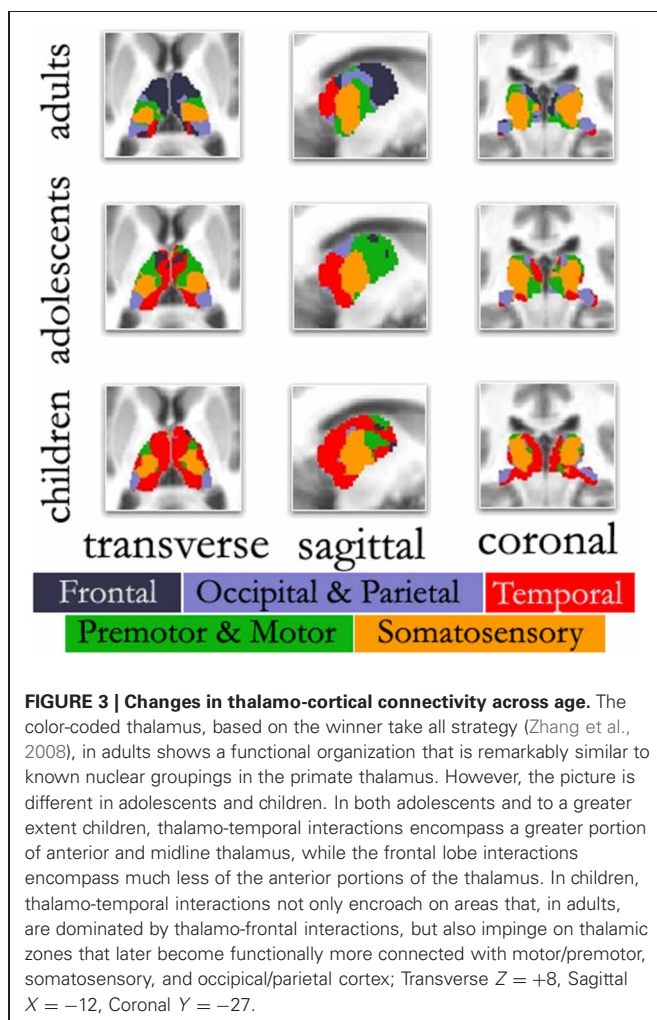 adults
adolescents
children
transverse sagittal coronal
Frontal Occipital & Parietal Temporal
Premotor & Motor Somatosensory
FIGURE 3 | Changes in thalamo-cortical connectivity across age. The
color-coded thalamus, based on the winner take all strategy (Zhang et al.,
2008), in adults shows a functional organization that is remarkably similar to
known nuclear groupings in the primate thalamus. However, the picture is
different in adolescents and children. In both adolescents and to a greater
extent children, thalamo-temporal interactions encompass a greater portion
of anterior and midline thalamus, while the frontal lobe interactions
encompass much less of the anterior portions of the thalamus. In children,
thalamo-temporal interactions not only encroach on areas that, in adults,
are dominated by thalamo-frontal interactions, but also impinge on thalamic
zones that later become functionally more connected with motor/premotor,
somatosensory, and occipical/parietal cortex; Transverse Z = +8, Sagittal
X = −12, Coronal Y = −27.